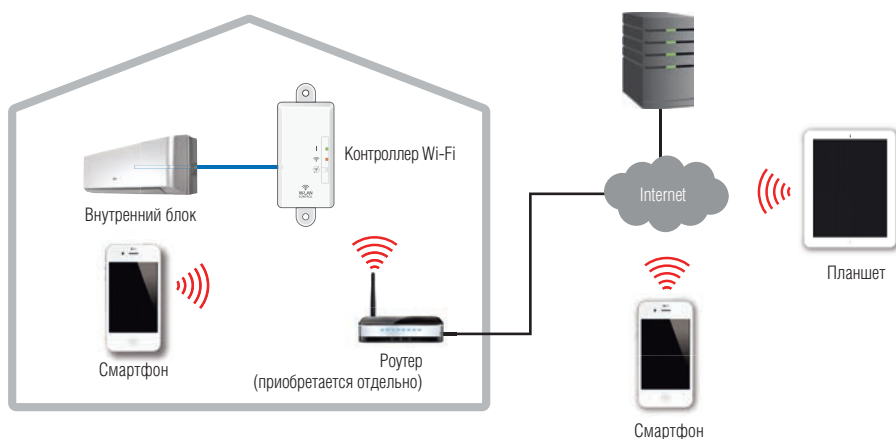 Контроллер Wi-Fi
Внутренний блок
Internet
Планшет
Смартфон
Роутер
(приобретается отдельно)
Смартфон